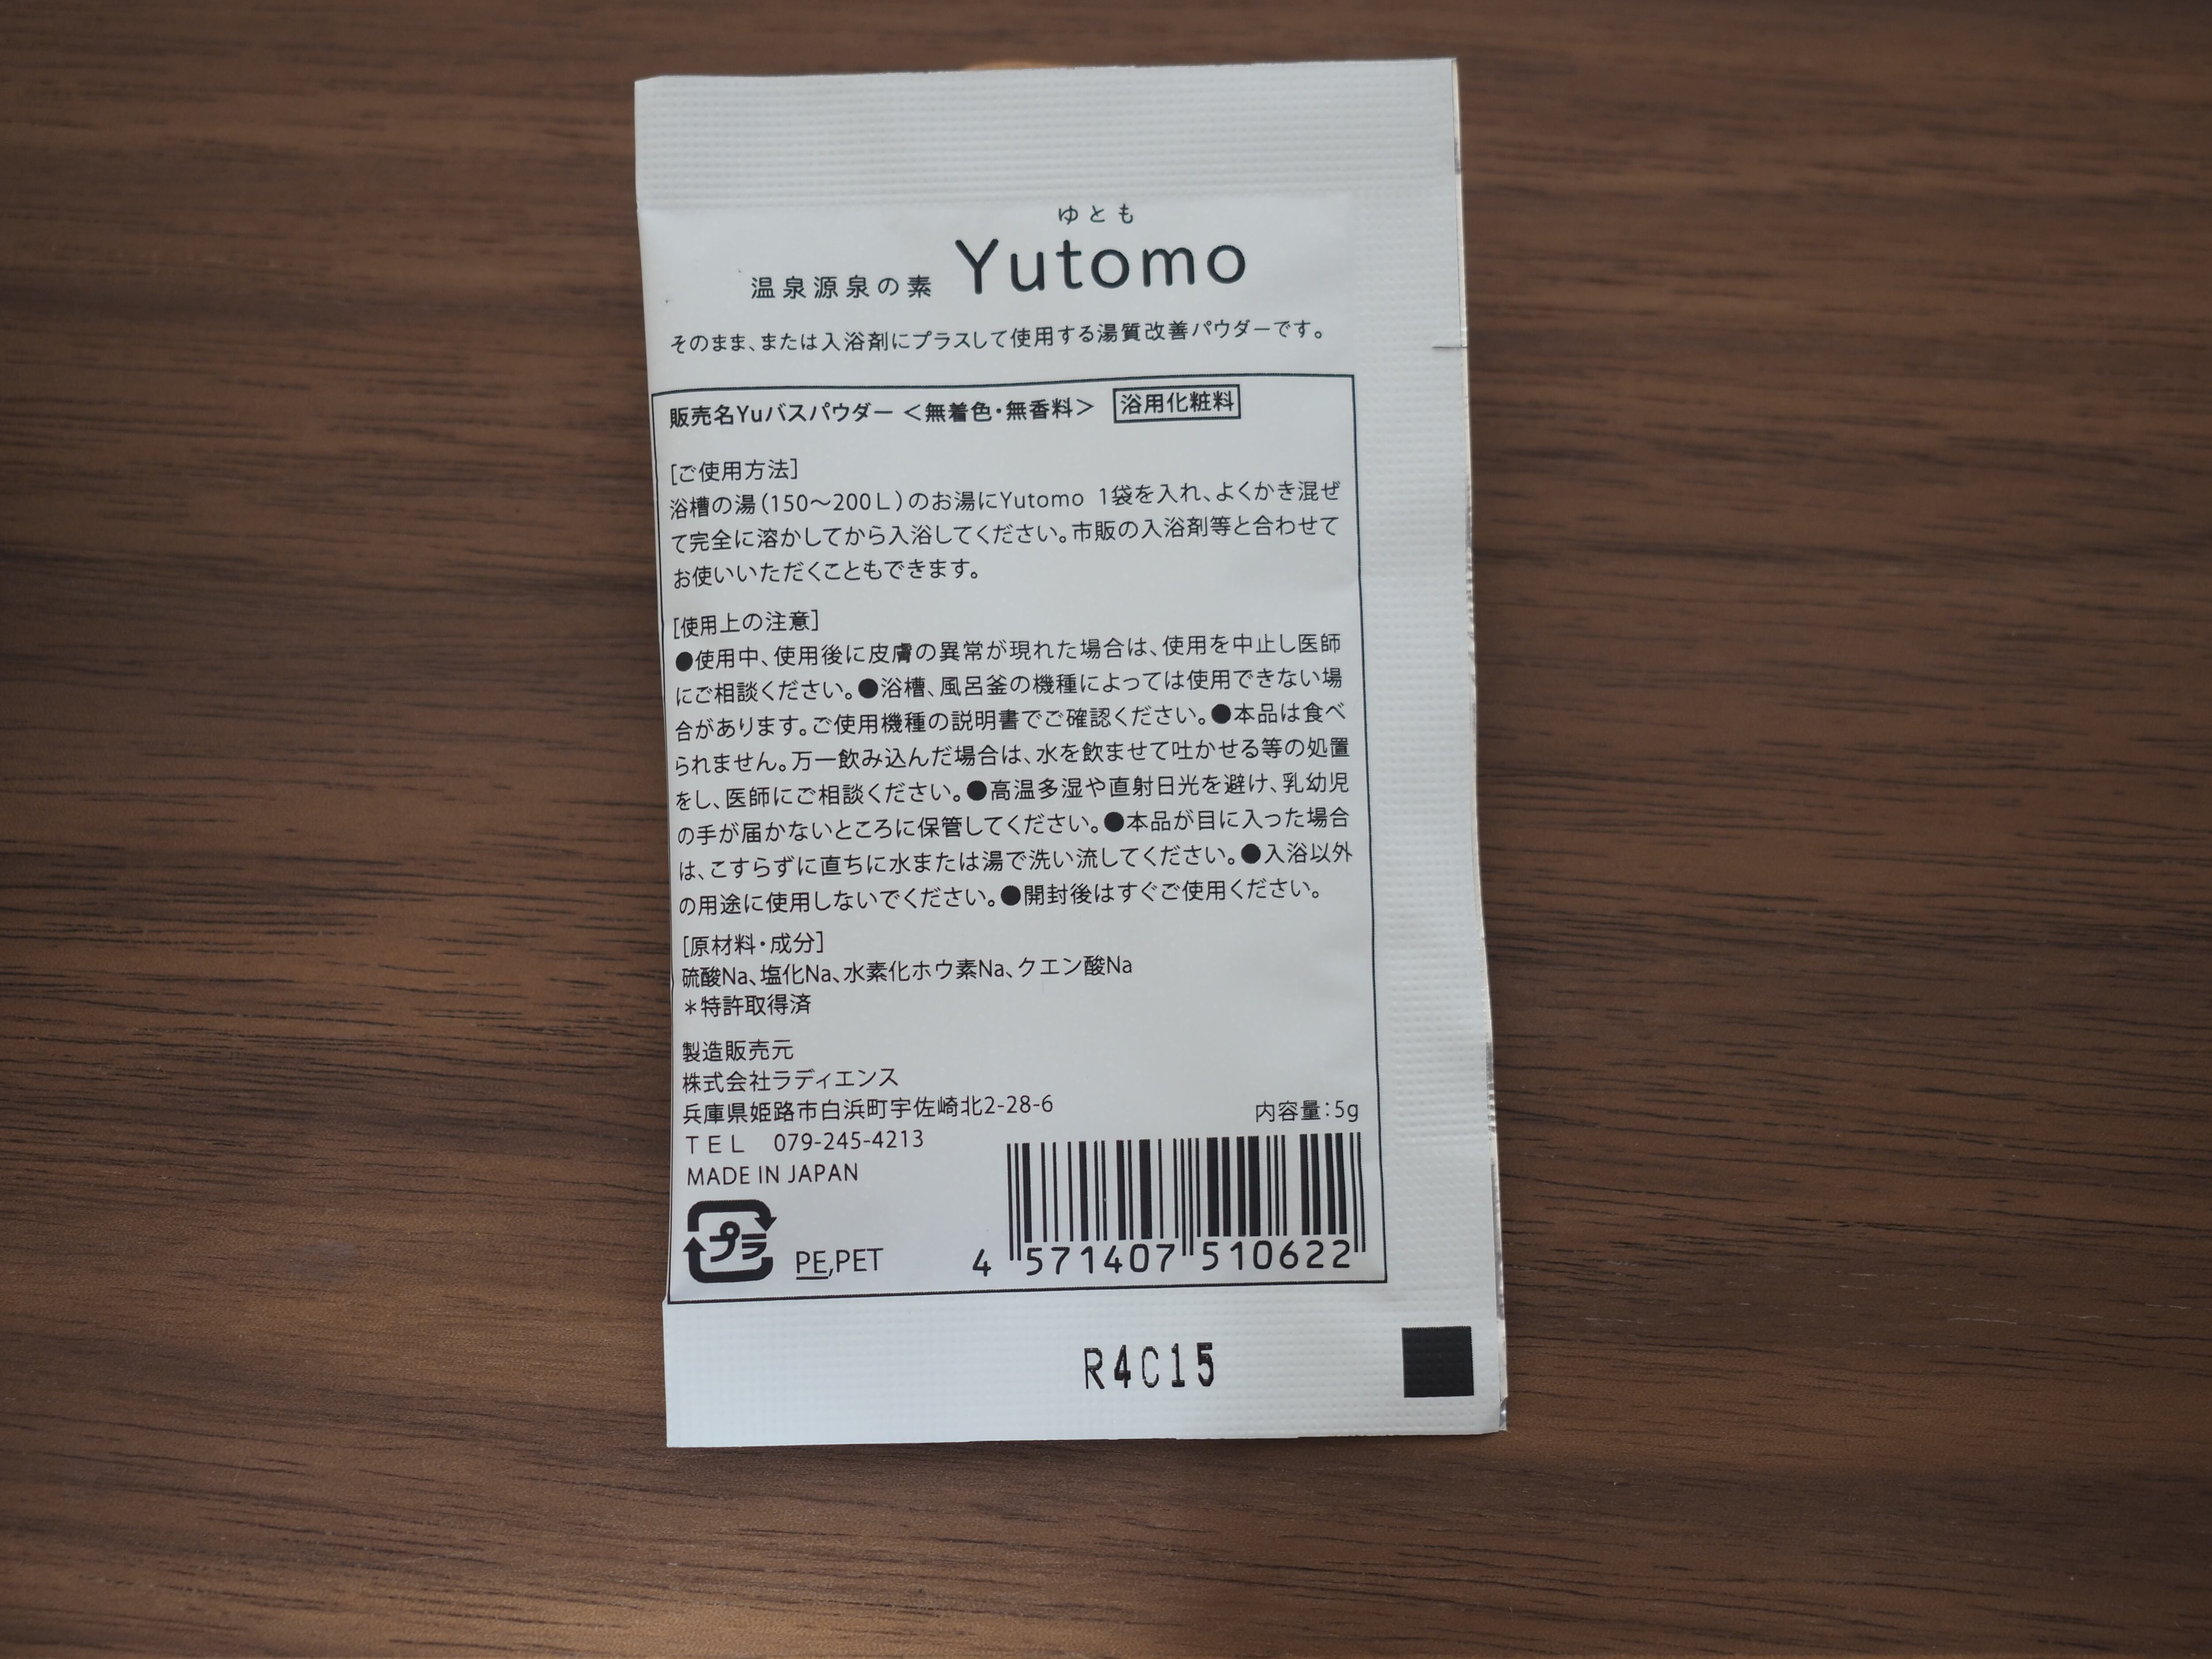 ゆとも
温泉源泉の素 Yutomo
そのまま、または入浴剤にプラスして使用する湯質改善パウダーです。
販売名Yuバスパウダー ＜無着色・無香料＞ 浴用化粧料
[ご使用方法]
浴槽の湯（150～200L）のお湯にYutomo 1袋を入れ、よくかき混ぜ
て完全に溶かしてから入浴してください。市販の入浴剤等と合わせて
お使いいただくこともできます。
[使用上の注意]
●使用中、使用後に皮膚の異常が現れた場合は、使用を中止し医師
にご相談ください。●浴槽、風呂釜の機種によっては使用できない場
合があります。ご使用機種の説明書でご確認ください。●本品は食べ
られません。万一飲み込んだ場合は、水を飲ませて吐かせる等の処置
をし、医師にご相談ください。●高温多湿や直射日光を避け、乳幼児
の手が届かないところに保管してください。●本品が目に入った場合
は、こすらずに直ちに水または湯で洗い流してください。●入浴以外
の用途に使用しないでください。●開封後はすぐご使用ください。
[原材料・成分]
硫酸Na、塩化Na、水素化ホウ素Na、クエン酸Na
＊特許取得済
製造販売元
株式会社ラディエンス
兵庫県姫路市白浜町宇佐崎北2-28-6
TEL 079-245-4213
MADE IN JAPAN
内容量：5g
プラ PE,PET
4 571407 510622
R4C15